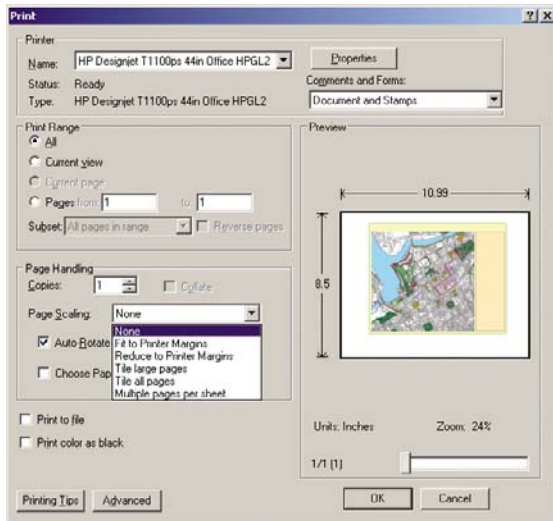 Print
Printer
Name: HP Designjet T1100ps 44in Office HPGL2
Properties
Status: Ready
Comments and Forms:
Type: HP Designjet T1100ps 44in Office HPGL2
Document and Stamps
Print Range
All
Current view
Current page
Pages from: 1 to: 1
Subset: All pages in range
Reverse pages
Page Handling
Copies: 1
Collate
Page Scaling: None
None
Fit to Printer Margins
Reduce to Printer Margins
Tile large pages
Tile all pages
Multiple pages per sheet
Auto Rotate
Choose Pap
Print to file
Print color as black
Printing Tips
Advanced
Preview
10.99
8.5
Units: Inches
Zoom: 24%
1/1 (1)
OK
Cancel